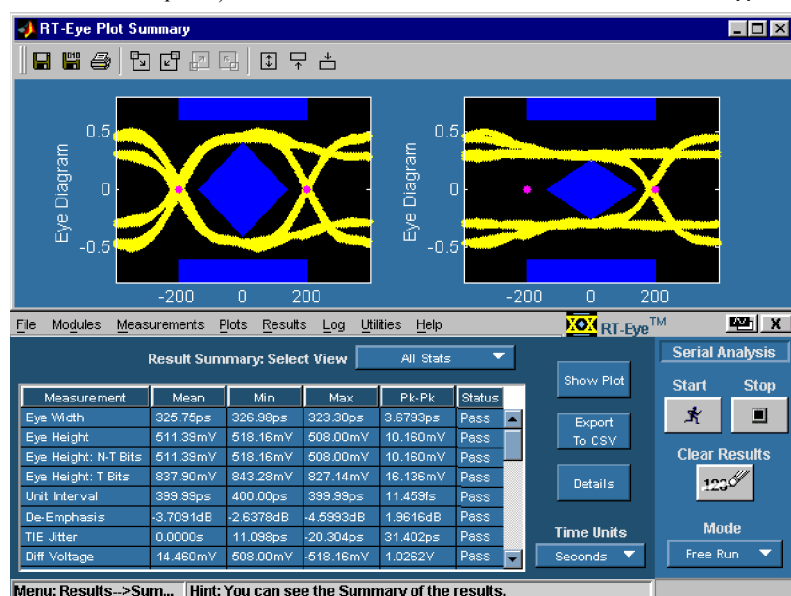 RT-Eye Plot Summary
0.5
0
-0.5
Eye Diagram
-200 0 200
0.5
0
-0.5
Eye Diagram
-200 0 200
File Modules Measurements Plots Results Log Utilities Help
RT-Eye™
X
Result Summary: Select View All Stats
Measurement Mean Min Max Pk-Pk Status
Eye Width 325.75ps 326.98ps 323.30ps 3.6793ps Pass
Eye Height 511.39mV 518.16mV 508.00mV 10.160mV Pass
Eye Height: N-T Bits 511.39mV 518.16mV 508.00mV 10.160mV Pass
Eye Height: T Bits 837.90mV 843.28mV 827.14mV 16.136mV Pass
Unit Interval 399.99ps 400.00ps 399.99ps 11.459fs Pass
De-Emphasis -3.7091dB -2.6378dB -4.5993dB 1.9616dB Pass
TIE Jitter 0.0000s 11.098ps -20.304ps 31.402ps Pass
Diff Voltage 14.460mV 508.00mV -518.16mV 1.0262V Pass
Show Plot
Export To CSV
Details
Time Units
Seconds
Serial Analysis
Start Stop
Clear Results
123
Mode
Free Run
Menu: Results-->Sum... Hint: You can see the Summary of the results.